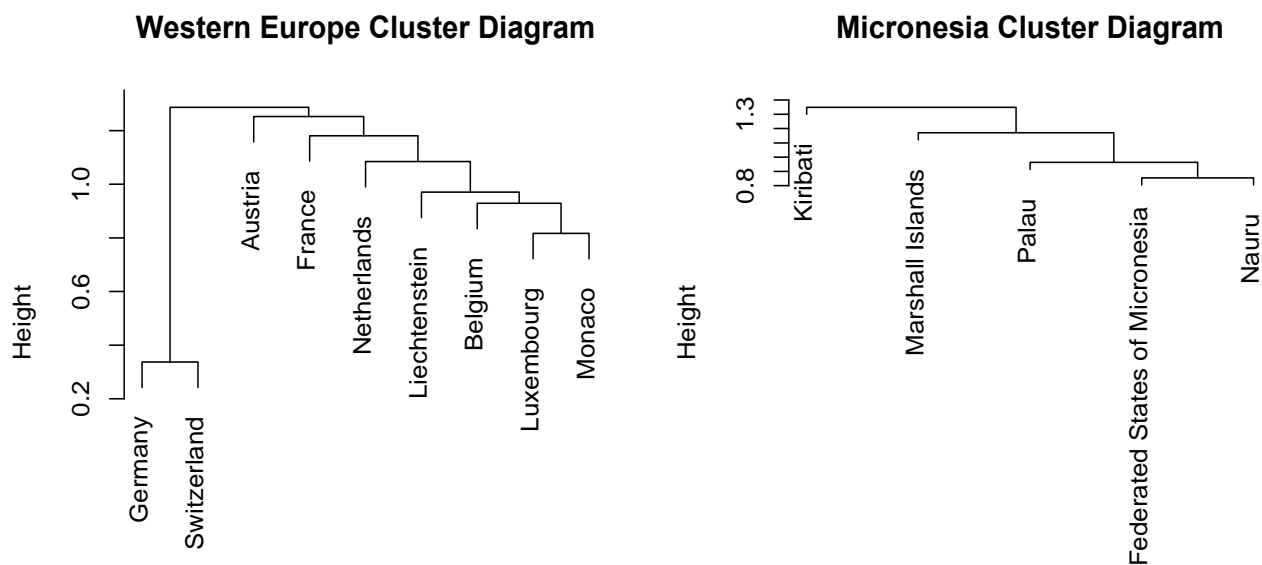 Western Europe Cluster Diagram
Height
0.2
0.6
1.0
Germany
Switzerland
Austria
France
Netherlands
Liechtenstein
Belgium
Luxembourg
Monaco
Micronesia Cluster Diagram
Height
0.8
1.3
Kiribati
Marshall Islands
Palau
Federated States of Micronesia
Nauru